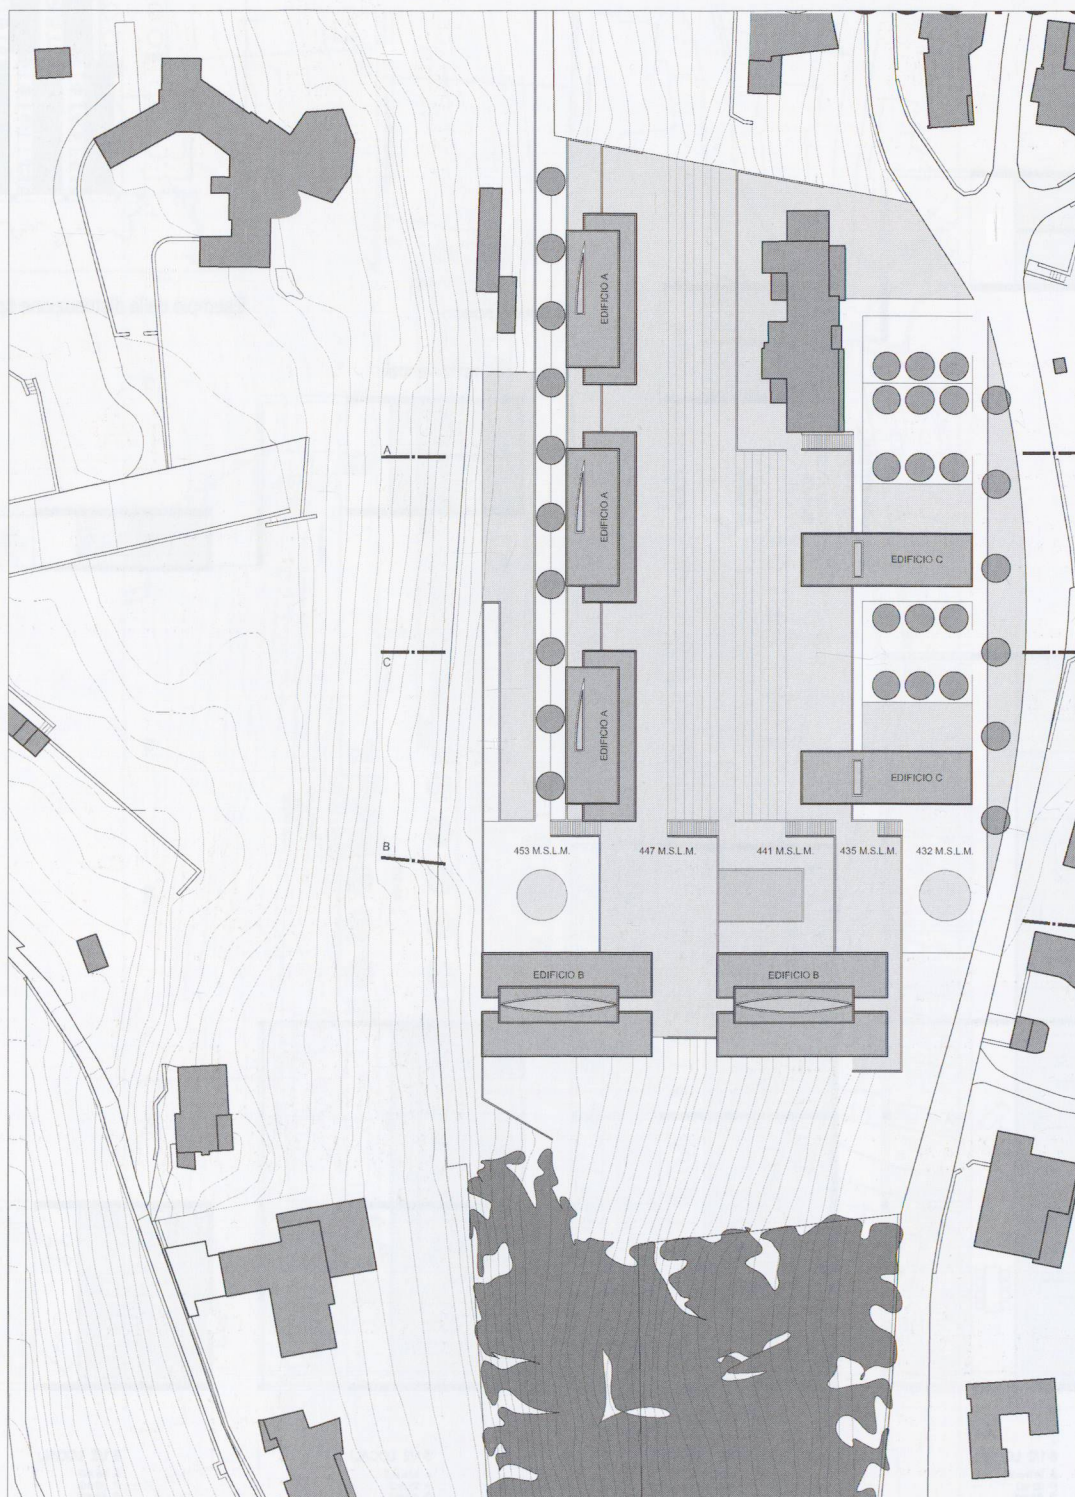 EDIFICIO A
A
EDIFICIO A
EDIFICIO C
C
EDIFICIO A
EDIFICIO C
B
453 M.S.L.M.
447 M.S.L.M.
441 M.S.L.M.
435 M.S.L.M.
432 M.S.L.M.
EDIFICIO B
EDIFICIO B